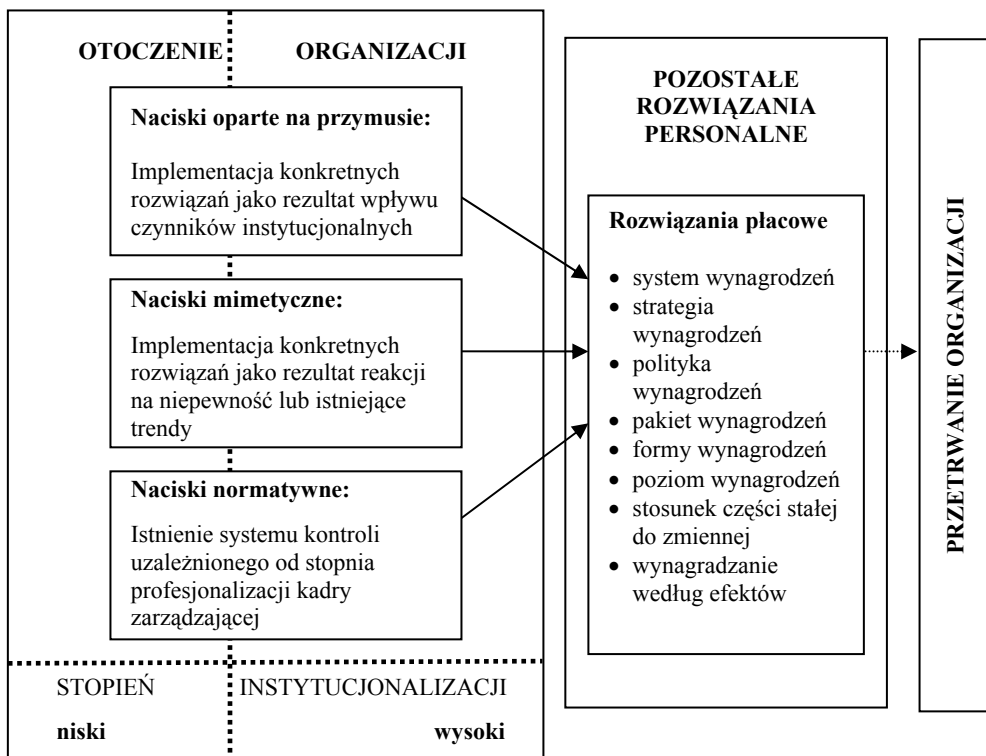 OTOCZENIE ORGANIZACJI
Naciski oparte na przymusie:
Implementacja konkretnych
rozwiązań jako rezultat wpływu
czynników instytucjonalnych
Naciski mimetyczne:
Implementacja konkretnych
rozwiązań jako rezultat reakcji
na niepewność lub istniejące
trendy
Naciski normatywne:
Istnienie systemu kontroli
uzależnionego od stopnia
profesjonalizacji kadry
zarządzającej
STOPIEŃ INSTYTUCJONALIZACJI
niski wysoki
POZOSTAŁE
ROZWIĄZANIA
PERSONALNE
Rozwiązania płacowe
• system wynagrodzeń
• strategia
wynagrodzeń
• polityka
wynagrodzeń
• pakiet wynagrodzeń
• formy wynagrodzeń
• poziom wynagrodzeń
• stosunek części stałej
do zmiennej
• wynagradzanie
według efektów
PRZETRWANIE ORGANIZACJI